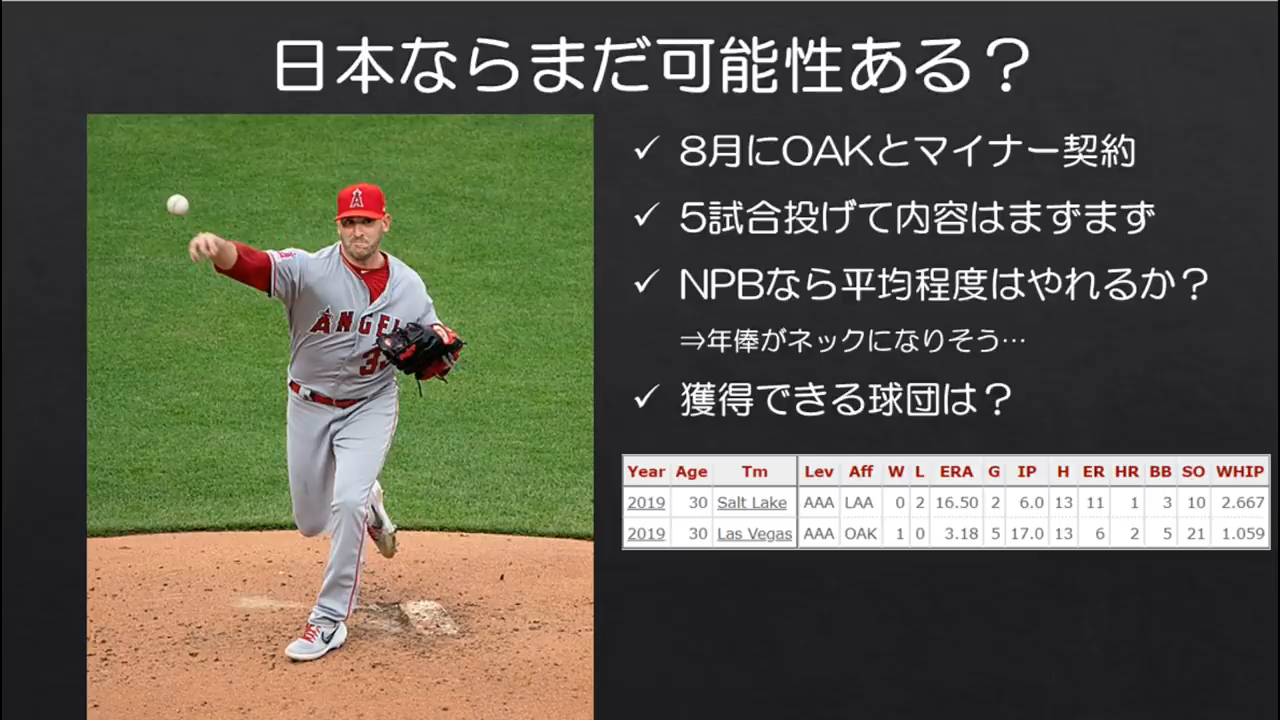 日本ならまだ可能性ある？
✓ 8月にOAKとマイナー契約
✓ 5試合投げて内容はまずまず
✓ NPBなら平均程度はやれるか？
⇒年俸がネックになりそう…
✓ 獲得できる球団は？
A
ANGEL
33
Year Age Tm Lev Aff W L ERA G IP H ER HR BB SO WHIP
2019 30 Salt Lake AAA LAA 0 2 16.50 2 6.0 13 11 1 3 10 2.667
2019 30 Las Vegas AAA OAK 1 0 3.18 5 17.0 13 6 2 5 21 1.059